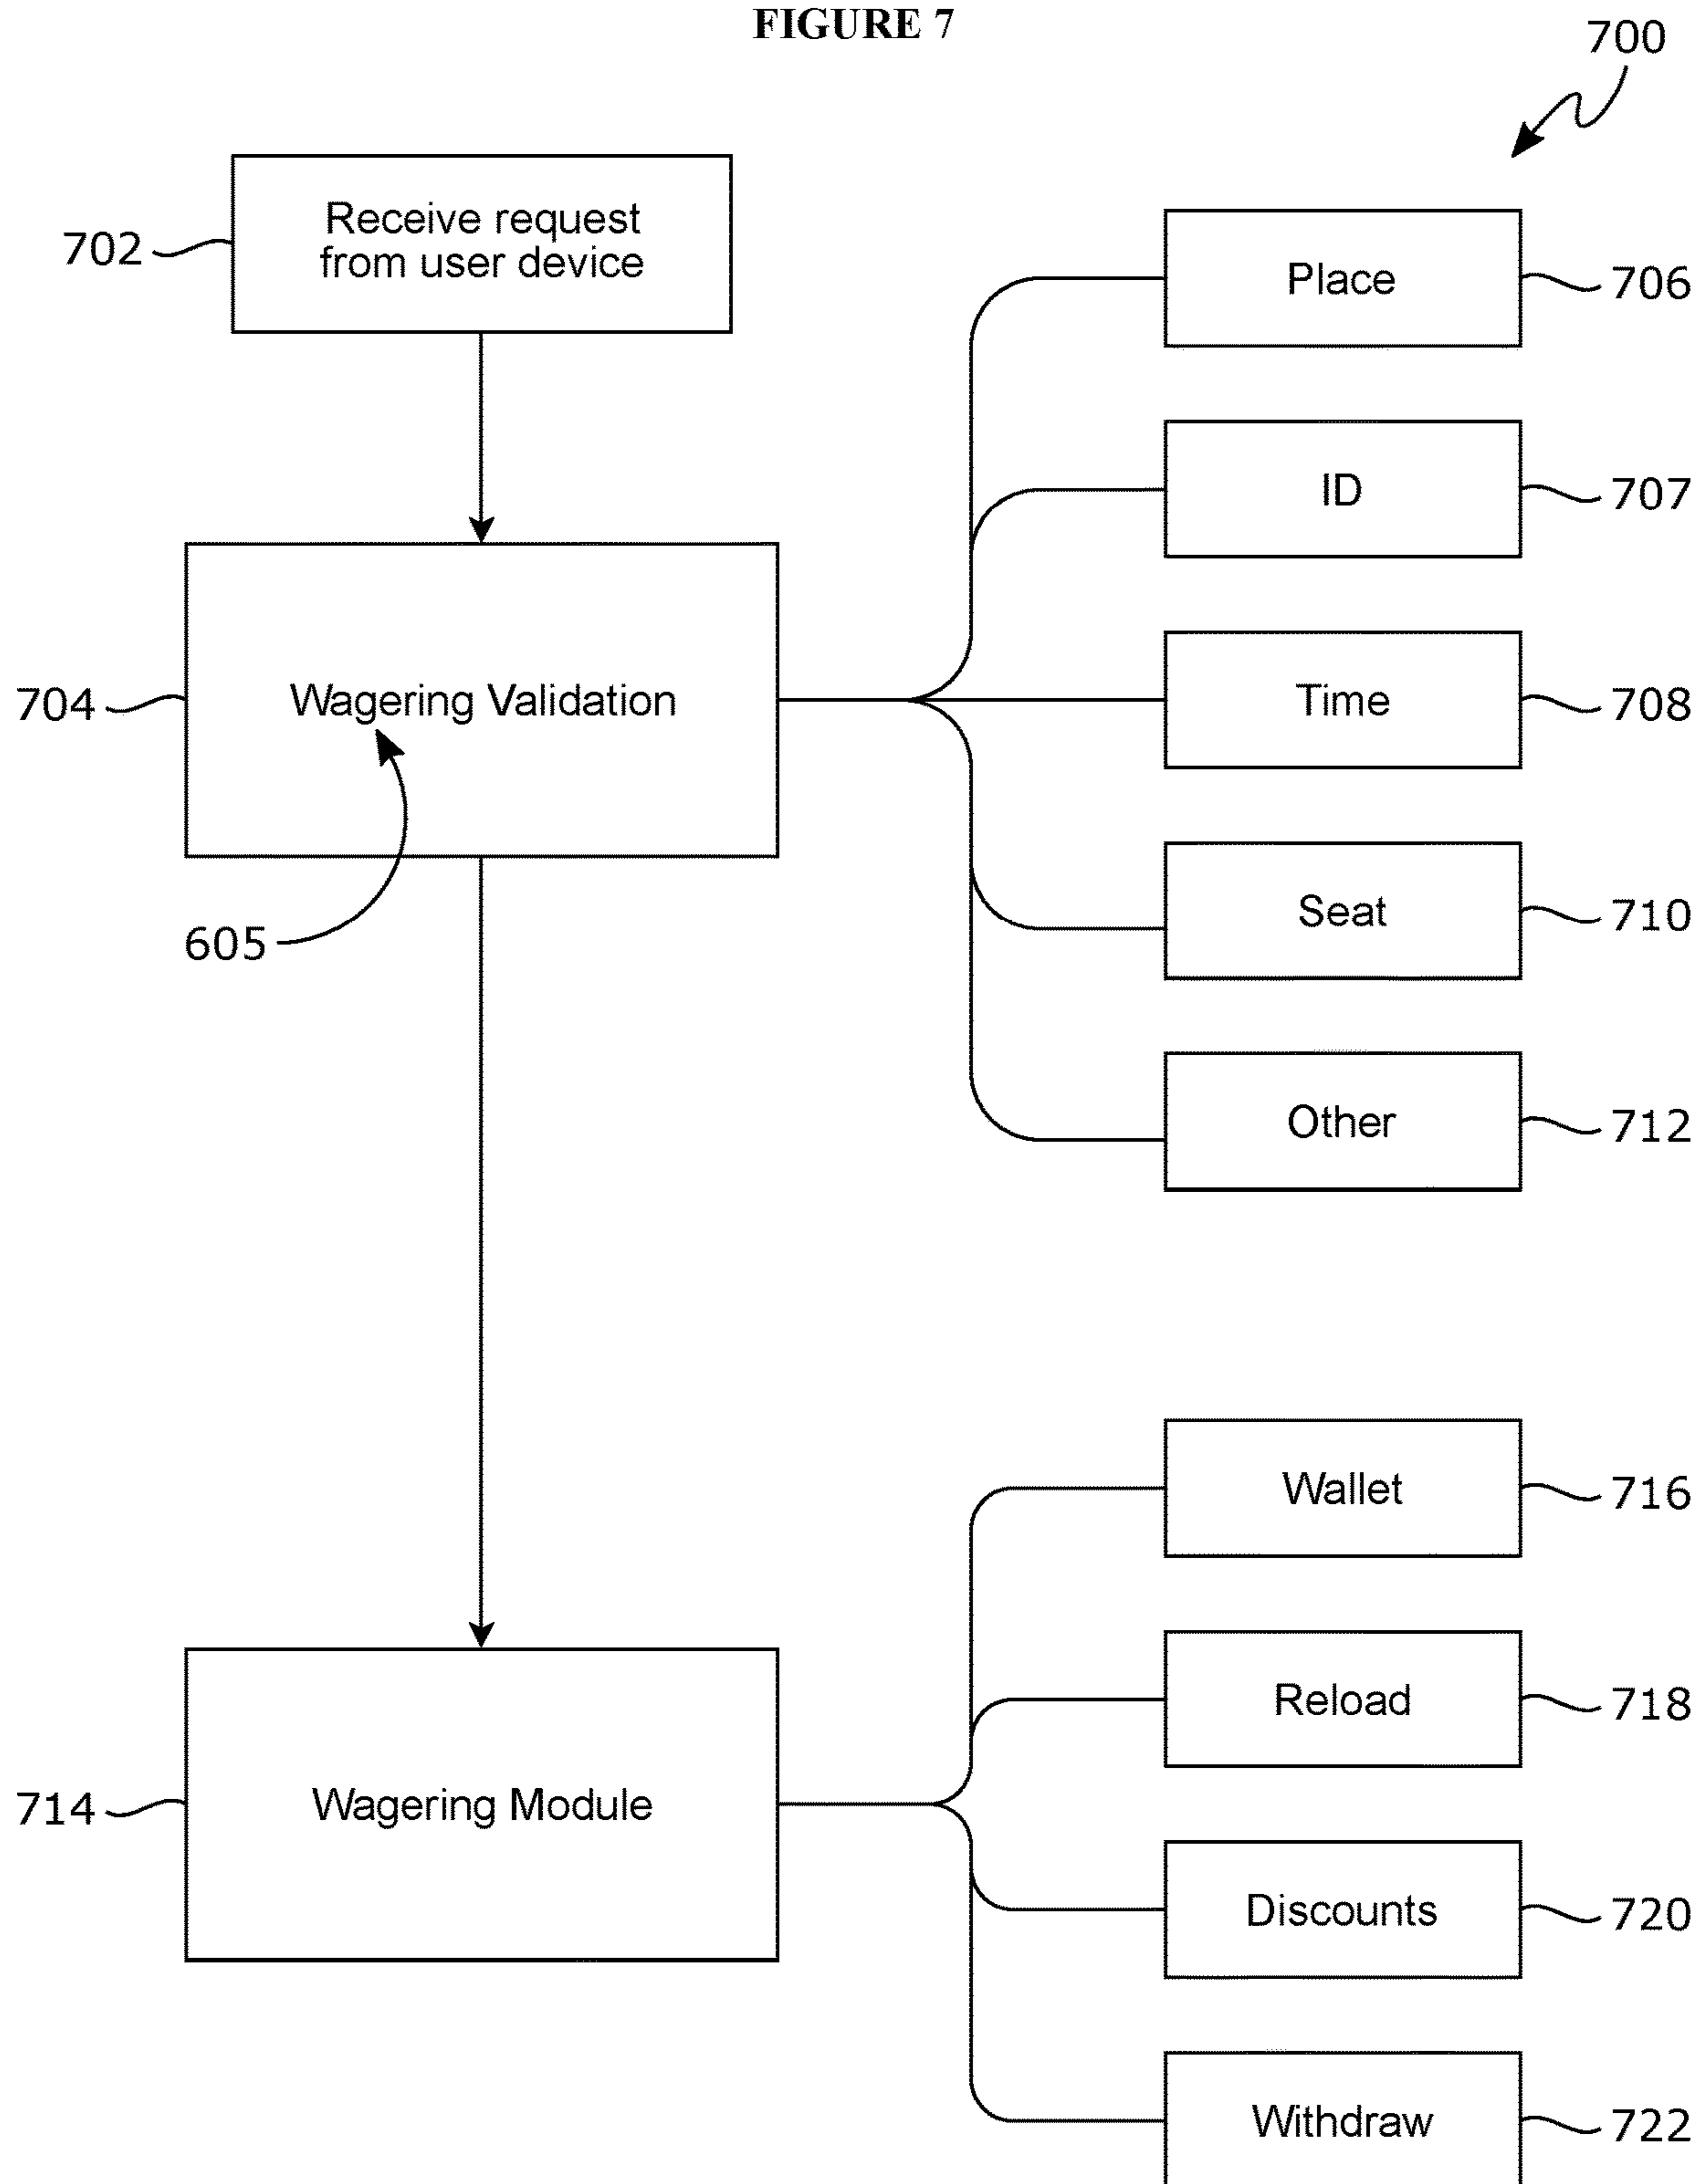 FIGURE 7
700
Receive request
from user device
702
Place
706
ID
707
Wagering Validation
704
605
Time
708
Seat
710
Other
712
Wagering Module
714
Wallet
716
Reload
718
Discounts
720
Withdraw
722